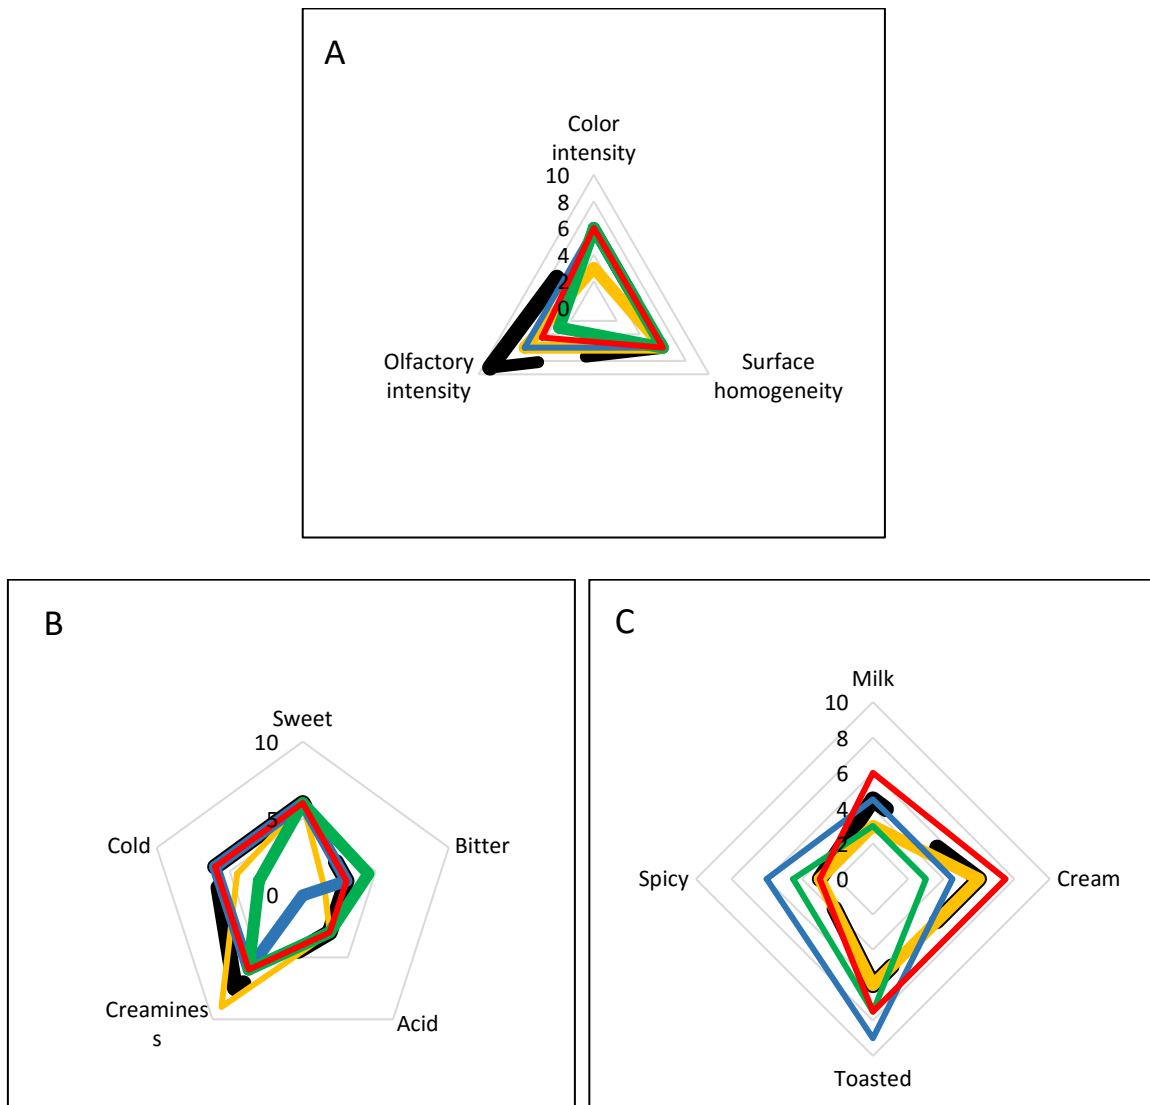 A
Color
intensity
10
8
6
4
2
0
Olfactory
intensity
Surface
homogeneity
B
Sweet
10
5
0
Cold
Bitter
Creamines
s
Acid
C
Milk
10
8
6
4
2
0
Spicy
Cream
Toasted